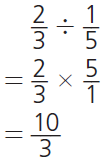 2/3 ÷ 1/5
= 2/3 × 5/1
= 10/3